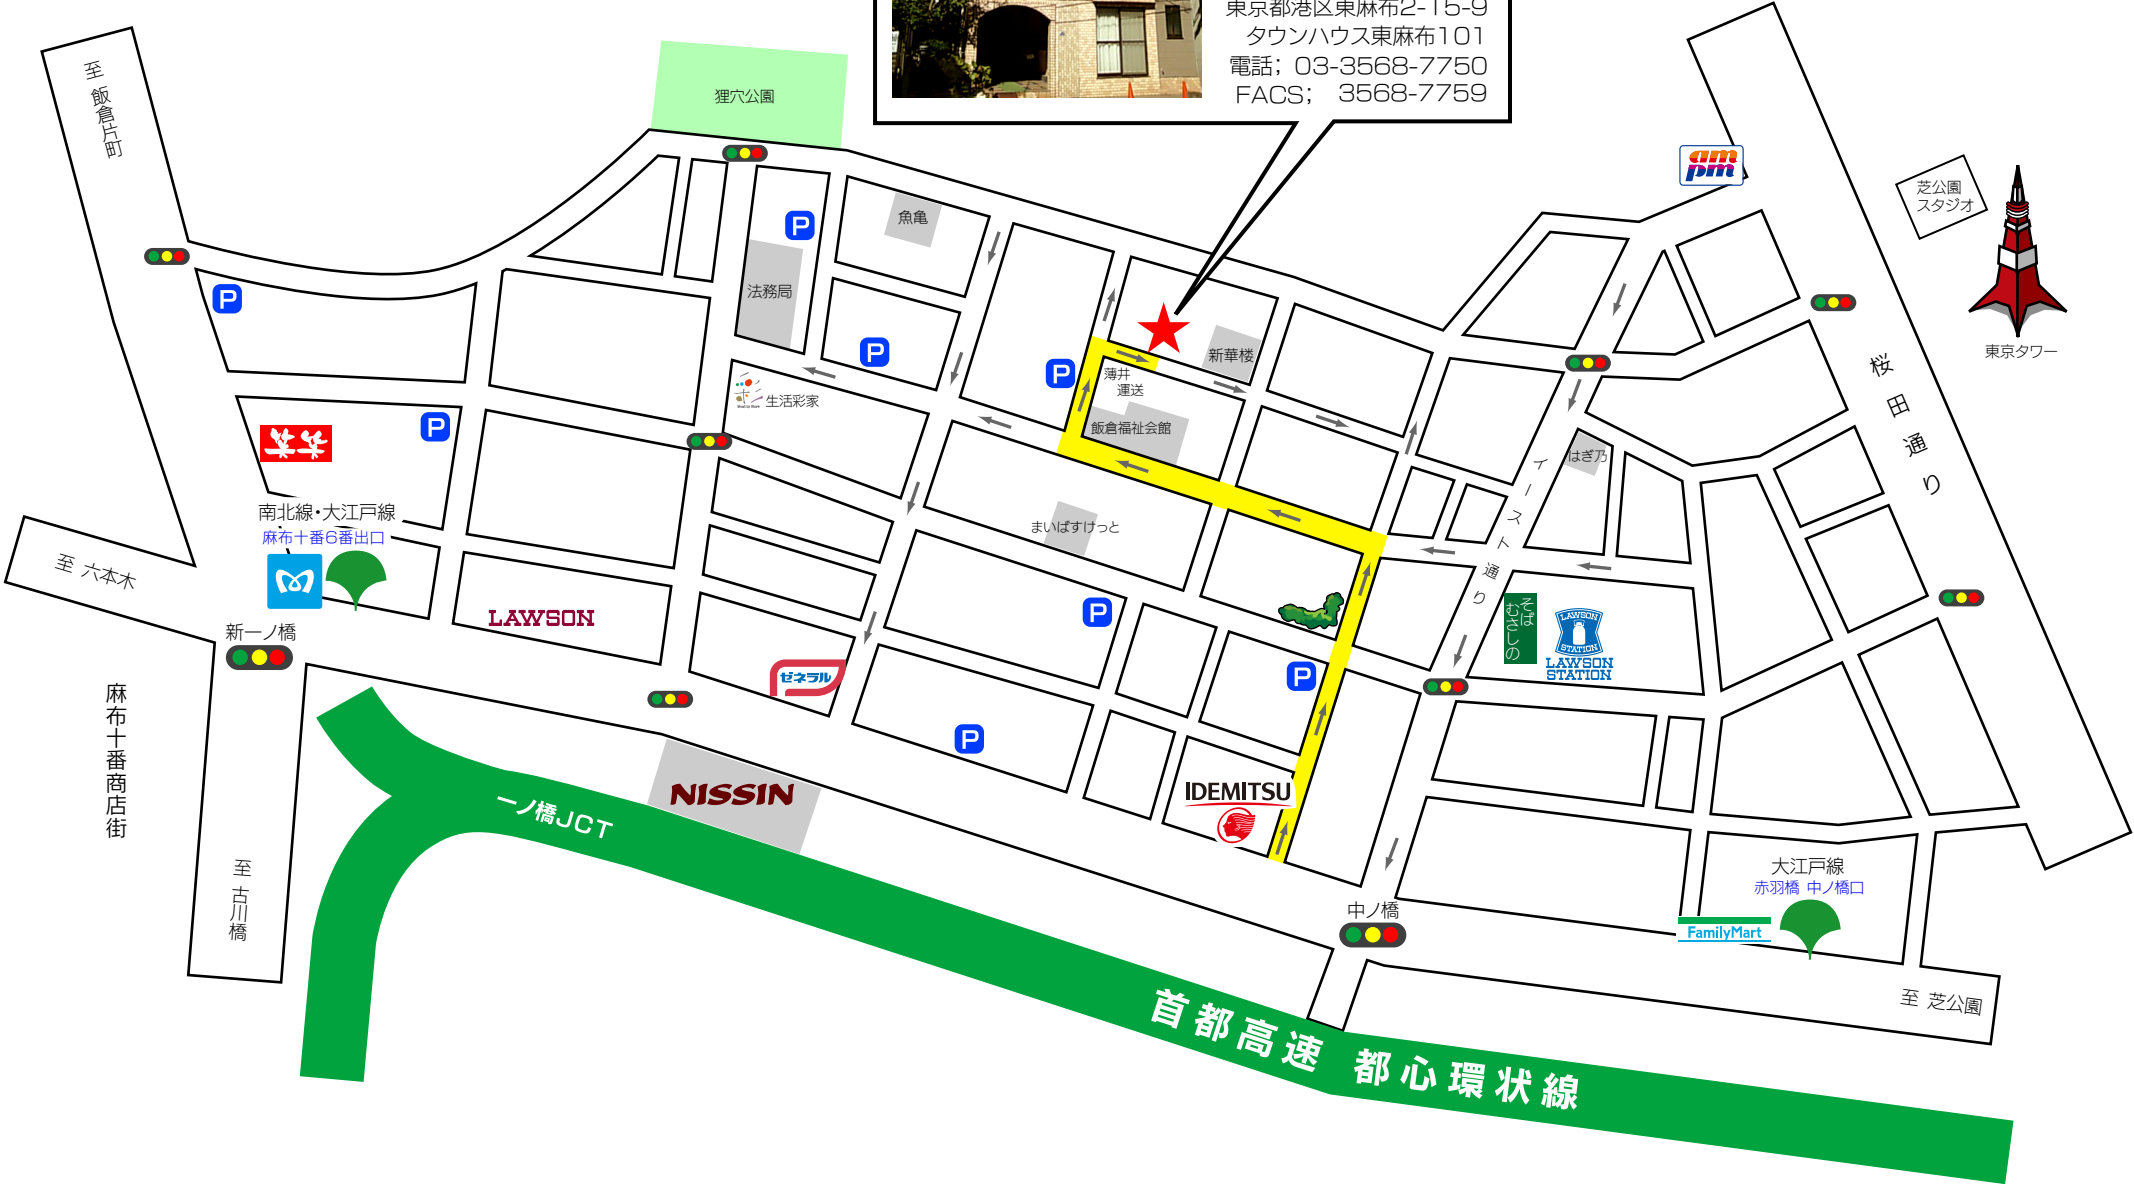 東京都港区東麻布2-15-9
タウンハウス東麻布101
電話; 03-3568-7750
FACS; 3568-7759
至 飯倉片町
狸穴公園
am
pm
芝公園
スタジオ
東京タワー
桜田通り
魚亀
P
法務局
P
P
P
新華楼
薄井
運送
P
生活彩家
飯倉福祉会館
笑笑
P
はぎ乃
イースト通り
南北線・大江戸線
麻布十番6番出口
まいばすけっと
至 六本木
LAWSON
P
そば
むさしの
LAWSON
STATION
LAWSON
STATION
新一ノ橋
ゼネラル
P
P
麻布十番商店街
NISSIN
一ノ橋JCT
IDEMITSU
至 古川橋
大江戸線
赤羽橋 中ノ橋口
FamilyMart
中ノ橋
至 芝公園
首都高速 都心環状線